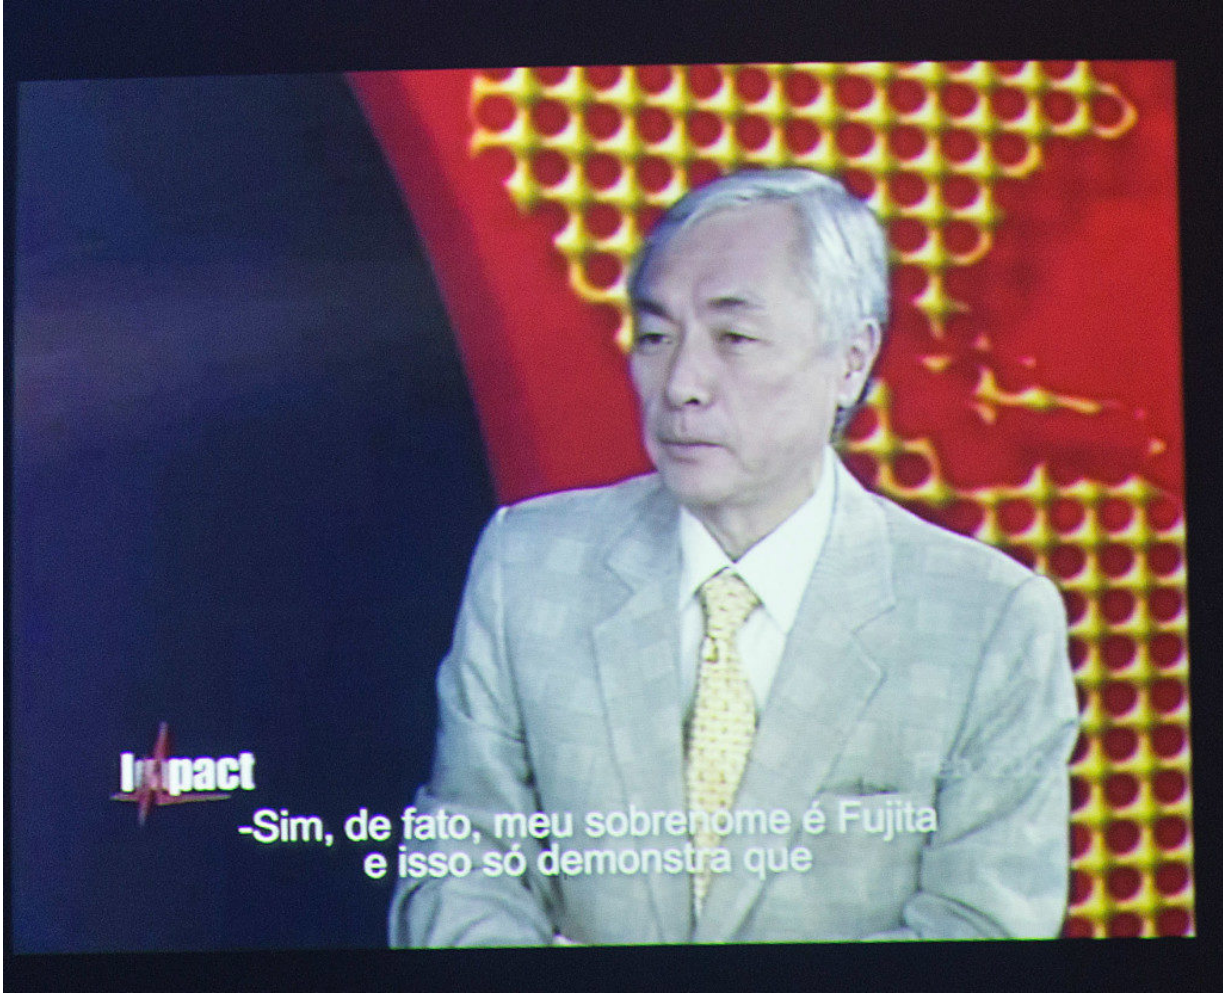 Impact
-Sim, de fato, meu sobrenome é Fujita
e isso só demonstra que